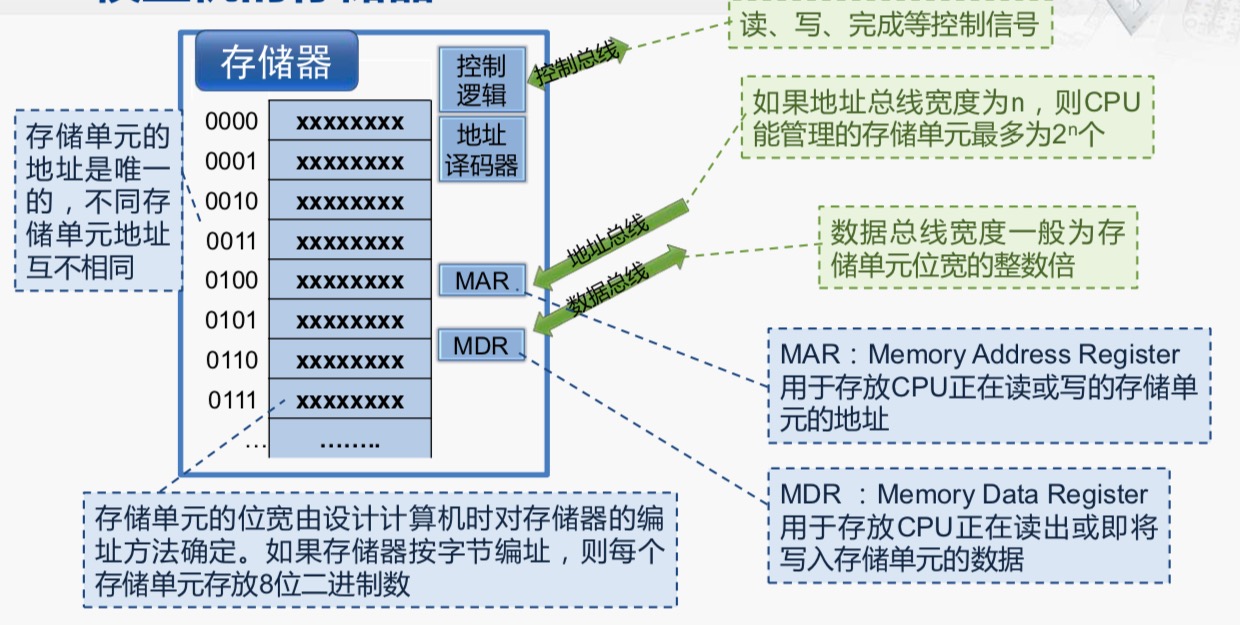 读、写、完成等控制信号
存储器
控制
逻辑
控制总线
如果地址总线宽度为n，则CPU
能管理的存储单元最多为2ⁿ个
地址
译码器
存储单元的
地址是唯一
的，不同存
储单元地址
互不相同
0000 xxxxxxxx
0001 xxxxxxxx
0010 xxxxxxxx
0011 xxxxxxxx
0100 xxxxxxxx
0101 xxxxxxxx
0110 xxxxxxxx
0111 xxxxxxxx
... ........
地址总线
数据总线宽度一般为存
储单元位宽的整数倍
MAR
数据总线
MDR
MAR：Memory Address Register
用于存放CPU正在读或写的存储单
元的地址
MDR ：Memory Data Register
用于存放CPU正在读出或即将
写入存储单元的数据
存储单元的位宽由设计计算机时对存储器的编
址方法确定。如果存储器按字节编址，则每个
存储单元存放8位二进制数